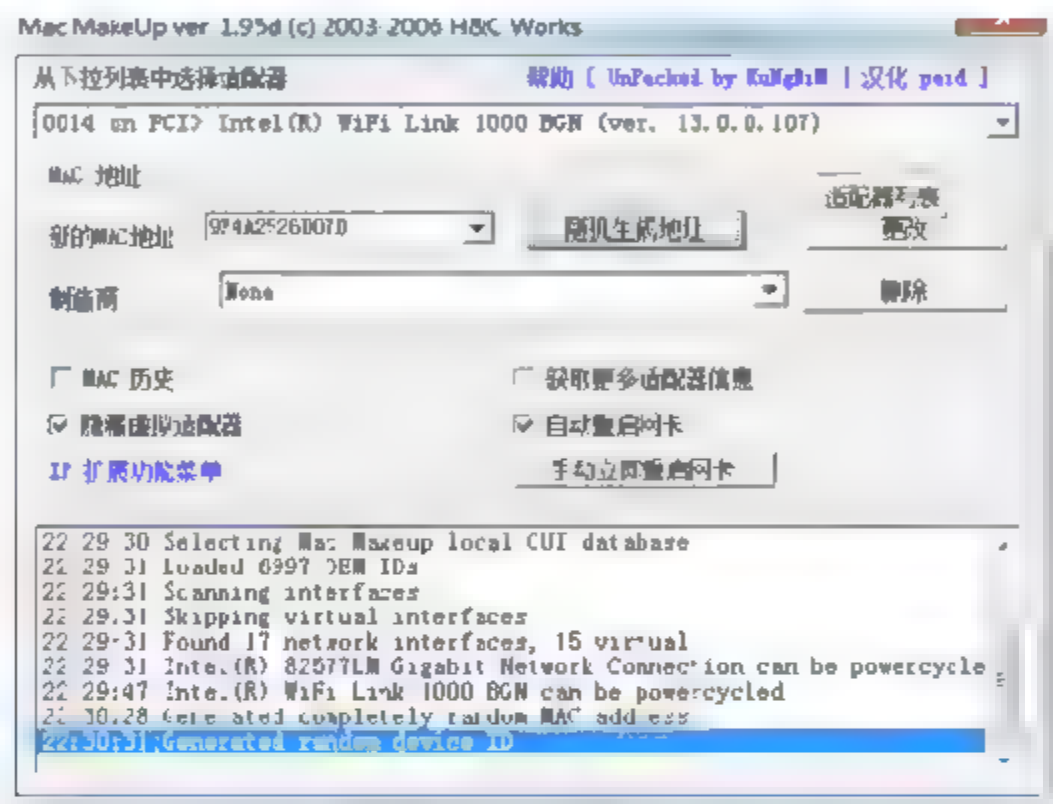 Mac MakeUp ver 1.95d (c) 2003-2006 H&C Works
从下拉列表中选择适配器
帮助 [ UnPacked by | 汉化 peid ]
0014 on PCI> Intel(R) WiFi Link 1000 BGN (ver. 13.0.0.107)
MAC 地址
适配器列表
新的MAC地址
随机生成地址
更改
制造商
None
删除
MAC 历史
获取更多适配器信息
隐藏虚拟适配器
自动重启网卡
IP 扩展功能菜单
手动立即重启网卡
22:29:30 Selecting Mac Makeup local OUI database
22:29:31 Loaded 6997 OEM IDs
22:29:31 Scanning interfaces
22:29:31 Skipping virtual interfaces
22:29:31 Found 17 network interfaces, 15 virtual
22:29:31 Intel(R) 82577LM Gigabit Network Connection can be powercycle
22:29:47 Intel(R) WiFi Link 1000 BGN can be powercycled
22:30:28 Generated completely random MAC address
22:30:31 Generated random device ID